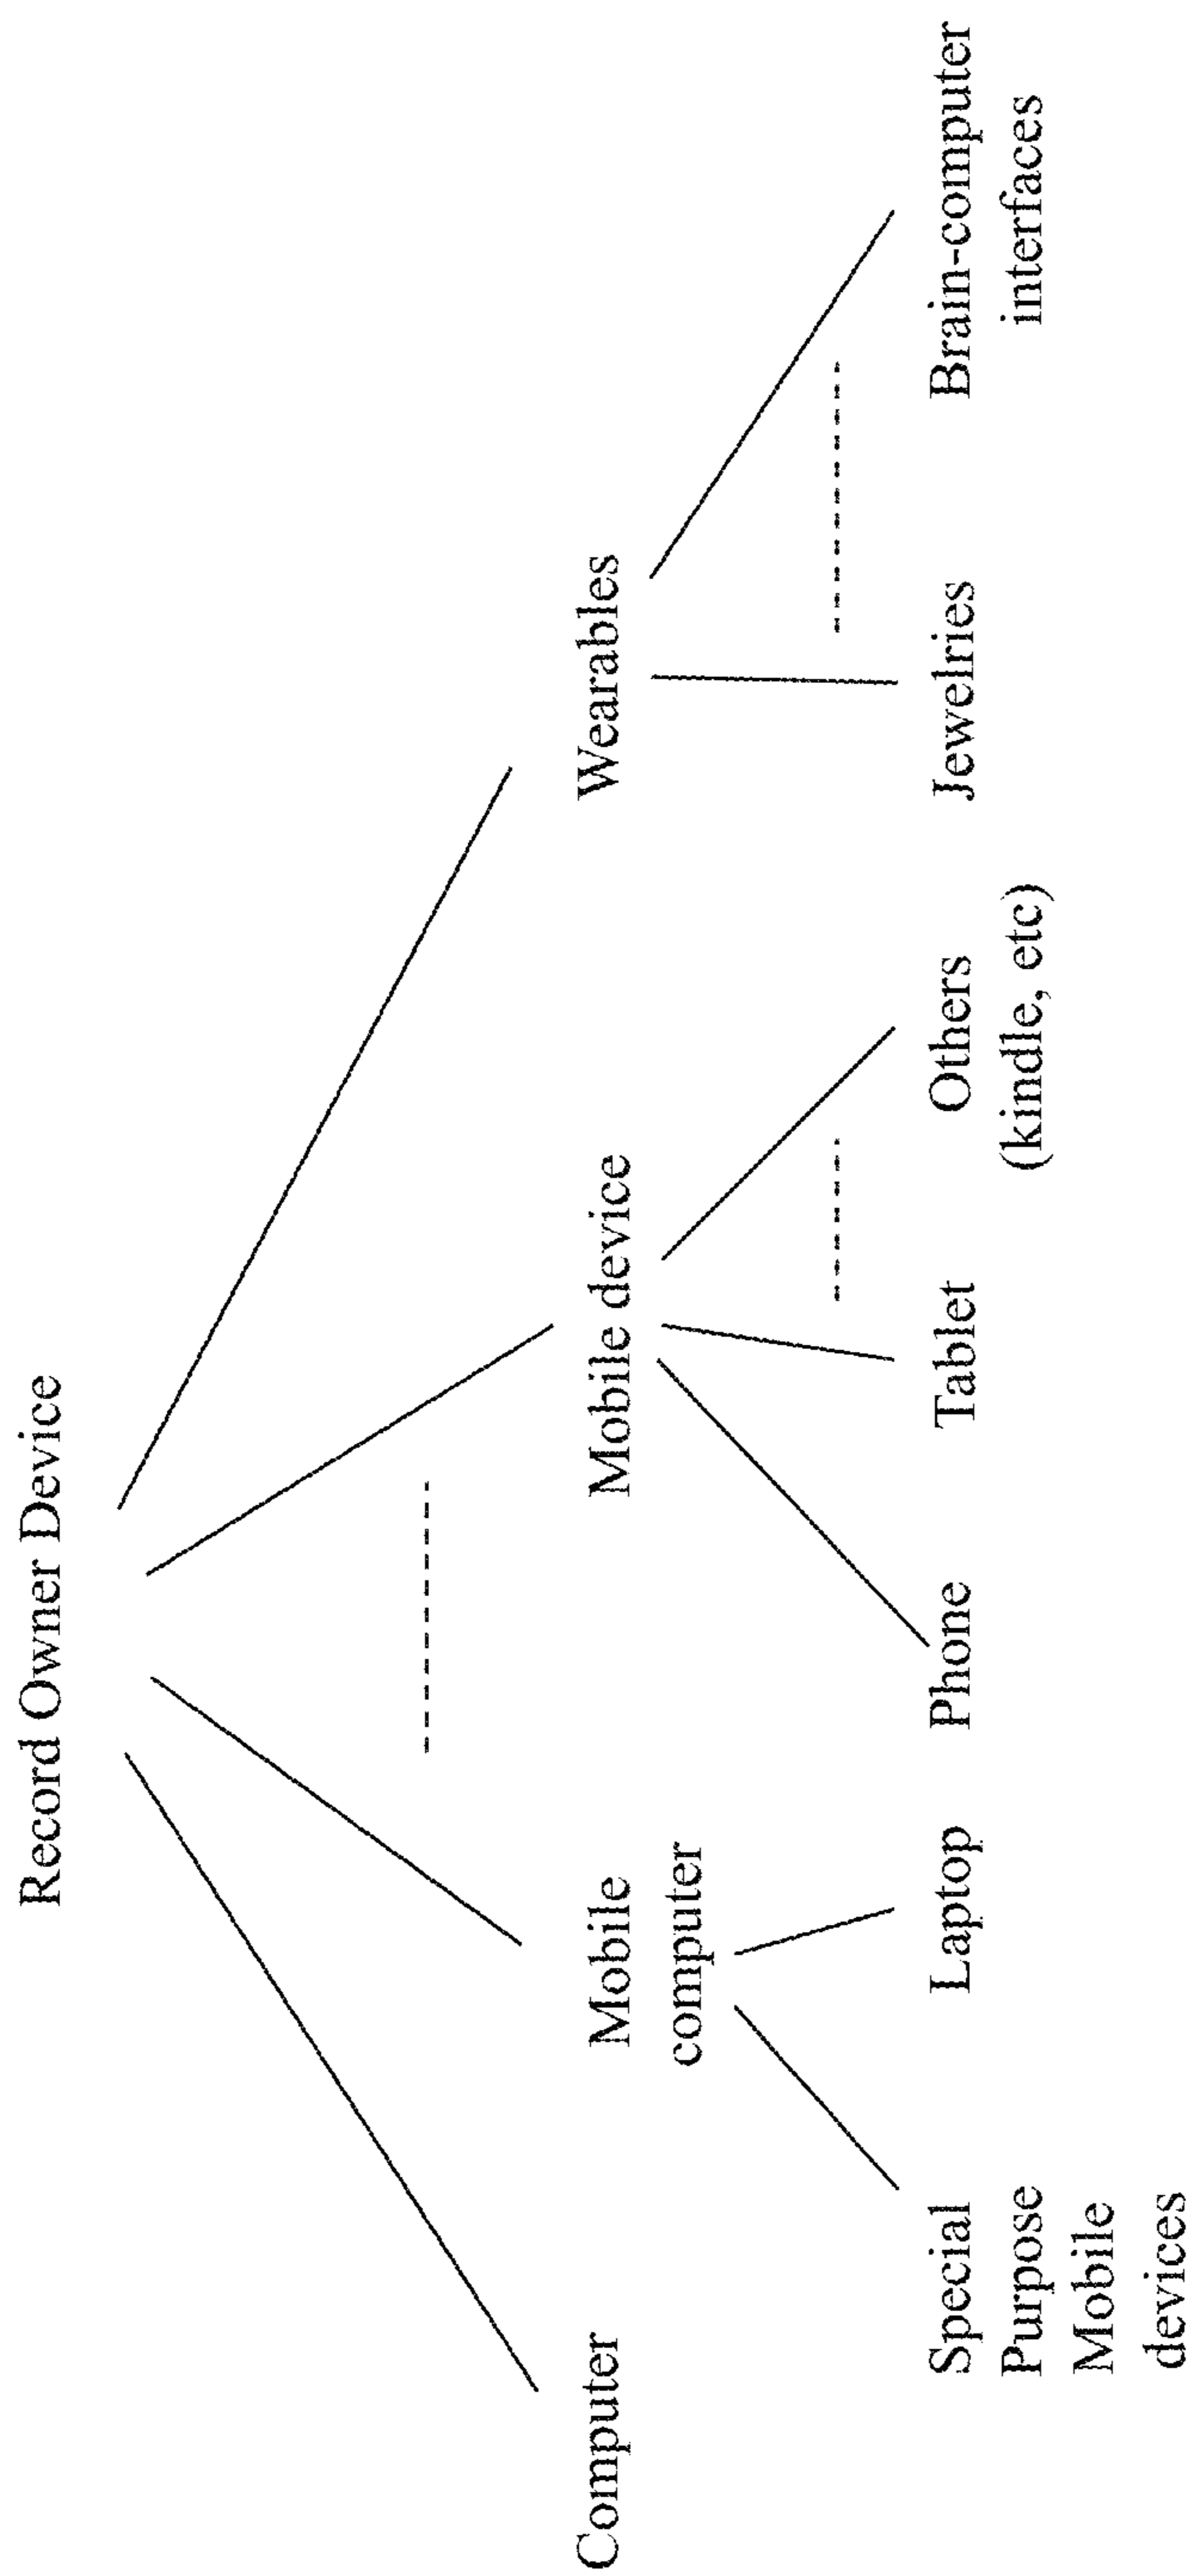 Record Owner Device
Computer
Mobile
computer
Mobile device
Wearables
Special
Purpose
Mobile
devices
Laptop
Phone
Tablet
Others
(kindle, etc)
Jewelries
Brain-computer
interfaces